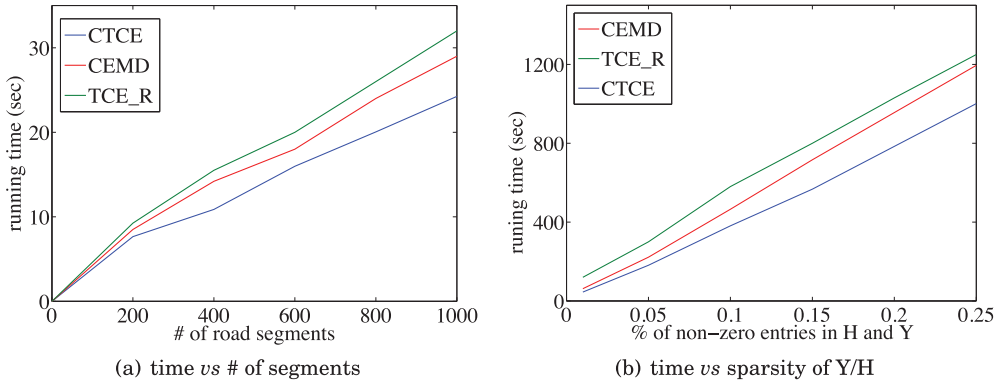 CTCE
CEMD
TCE_R
running time (sec)
30
20
10
0
0 200 400 600 800 1000
# of road segments
(a) time vs # of segments
CEMD
TCE_R
CTCE
runing time (sec)
1200
800
400
0
0 0.05 0.1 0.15 0.2 0.25
% of non-zero entries in H and Y
(b) time vs sparsity of Y/H